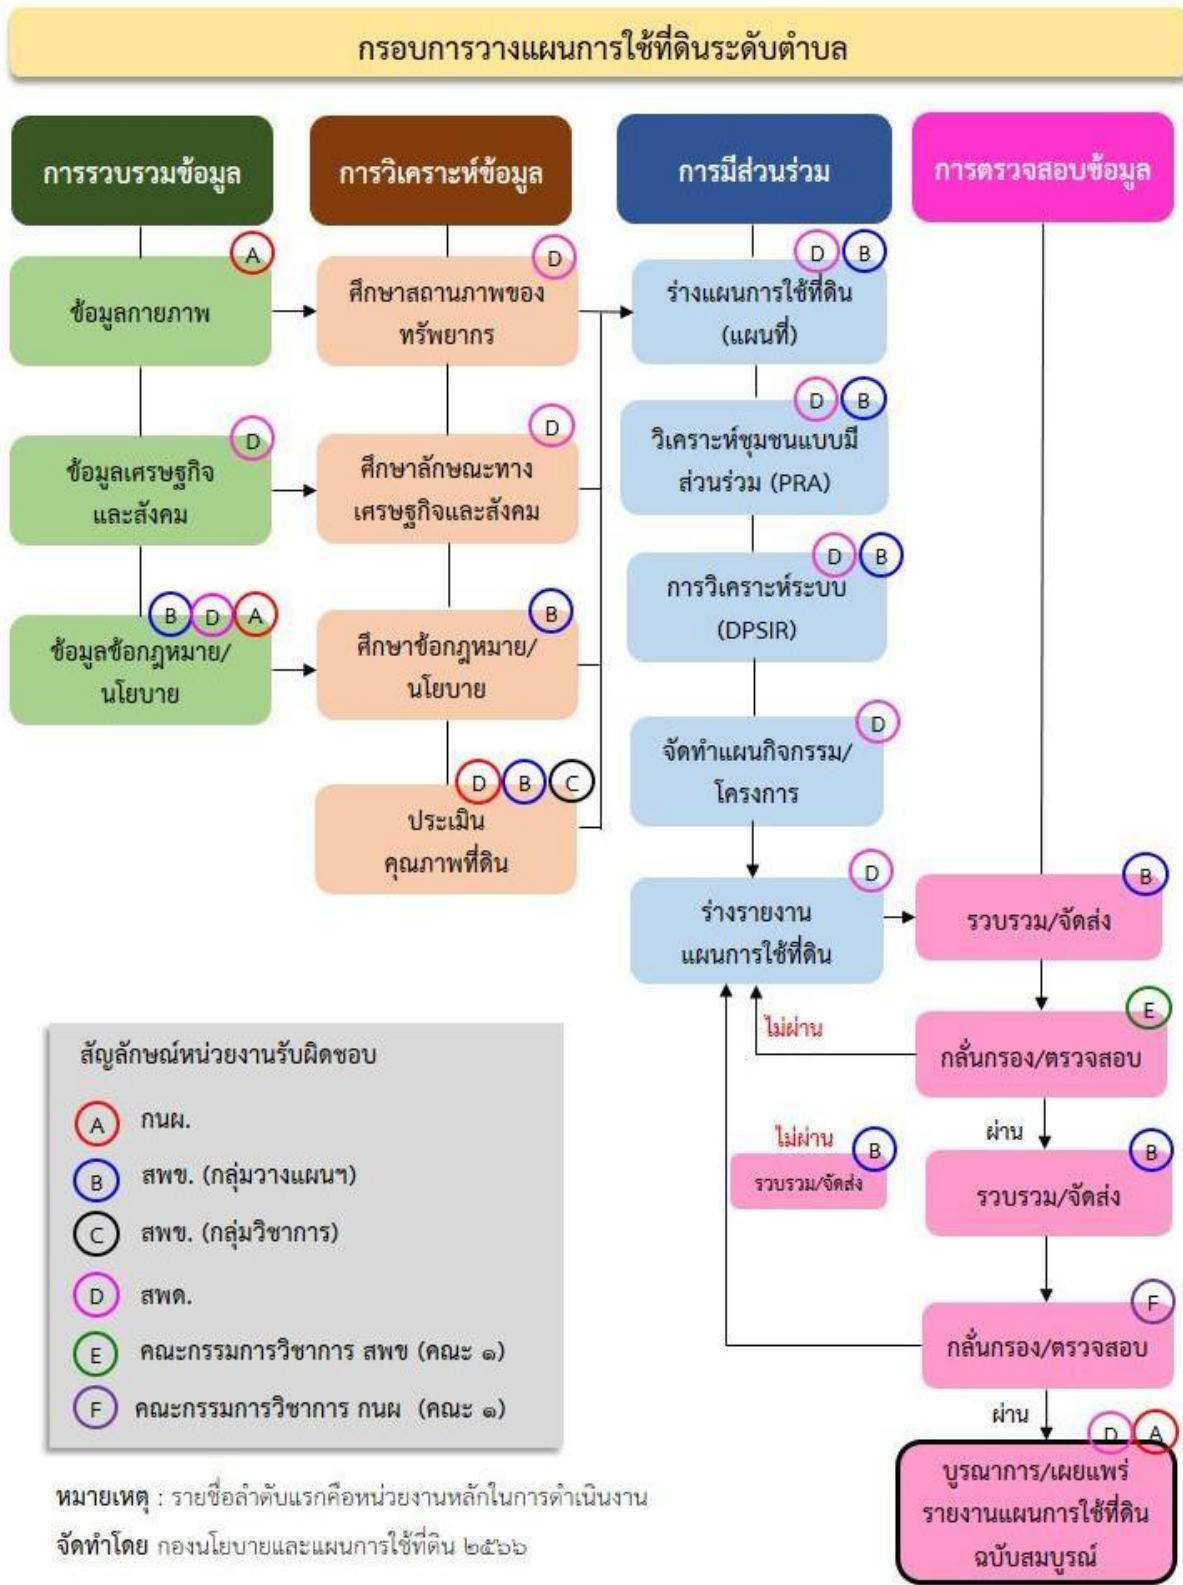 กรอบการวางแผนการใช้ที่ดินระดับตำบล
การรวบรวมข้อมูล
A
ข้อมูลกายภาพ
D
ข้อมูลเศรษฐกิจ
และสังคม
B D A
ข้อมูลข้อกฎหมาย/
นโยบาย
การวิเคราะห์ข้อมูล
D
ศึกษาสถานภาพของ
ทรัพยากร
D
ศึกษาลักษณะทาง
เศรษฐกิจและสังคม
B
ศึกษาข้อกฎหมาย/
นโยบาย
D B C
ประเมิน
คุณภาพที่ดิน
การมีส่วนร่วม
D B
ร่างแผนการใช้ที่ดิน
(แผนที่)
D B
วิเคราะห์ชุมชนแบบมี
ส่วนร่วม (PRA)
D B
การวิเคราะห์ระบบ
(DPSIR)
D
จัดทำแผนกิจกรรม/
โครงการ
D
ร่างรายงาน
แผนการใช้ที่ดิน
การตรวจสอบข้อมูล
B
รวบรวม/จัดส่ง
E
กลั่นกรอง/ตรวจสอบ
ไม่ผ่าน
ผ่าน
B
รวบรวม/จัดส่ง
ไม่ผ่าน
B
รวบรวม/จัดส่ง
F
กลั่นกรอง/ตรวจสอบ
ผ่าน
D A
บูรณาการ/เผยแพร่
รายงานแผนการใช้ที่ดิน
ฉบับสมบูรณ์
สัญลักษณ์หน่วยงานรับผิดชอบ
A กนผ.
B สพข. (กลุ่มวางแผนฯ)
C สพข. (กลุ่มวิชาการ)
D สพด.
E คณะกรรมการวิชาการ สพข (คณะ ๑)
F คณะกรรมการวิชาการ กนผ (คณะ ๑)
หมายเหตุ : รายชื่อลำดับแรกคือหน่วยงานหลักในการดำเนินงาน
จัดทำโดย กองนโยบายและแผนการใช้ที่ดิน ๒๕๖๖